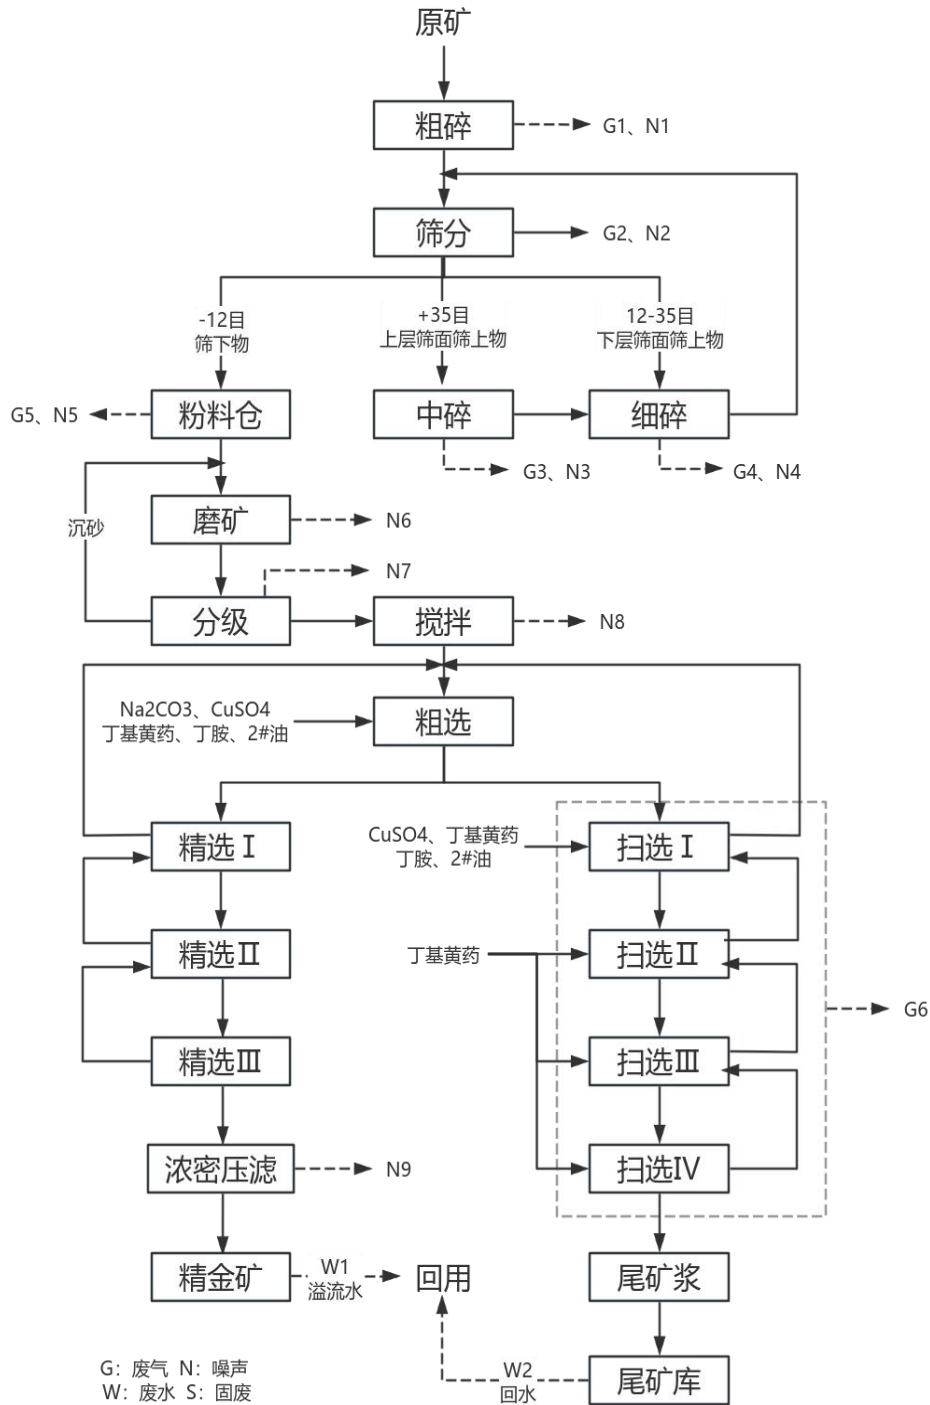 原矿
粗碎
G1、N1
筛分
G2、N2
-12目
筛下物
+35目
上层筛面筛上物
12-35目
下层筛面筛上物
G5、N5
粉料仓
中碎
细碎
G3、N3
G4、N4
沉砂
磨矿
N6
N7
分级
搅拌
N8
Na2CO3、CuSO4
丁基黄药、丁胺、2#油
粗选
精选Ⅰ
CuSO4、丁基黄药
丁胺、2#油
扫选Ⅰ
精选Ⅱ
丁基黄药
扫选Ⅱ
G6
精选Ⅲ
扫选Ⅲ
浓密压滤
N9
扫选Ⅳ
精金矿
W1
溢流水
回用
尾矿浆
W2
回水
尾矿库
G：废气 N：噪声
W：废水 S：固废